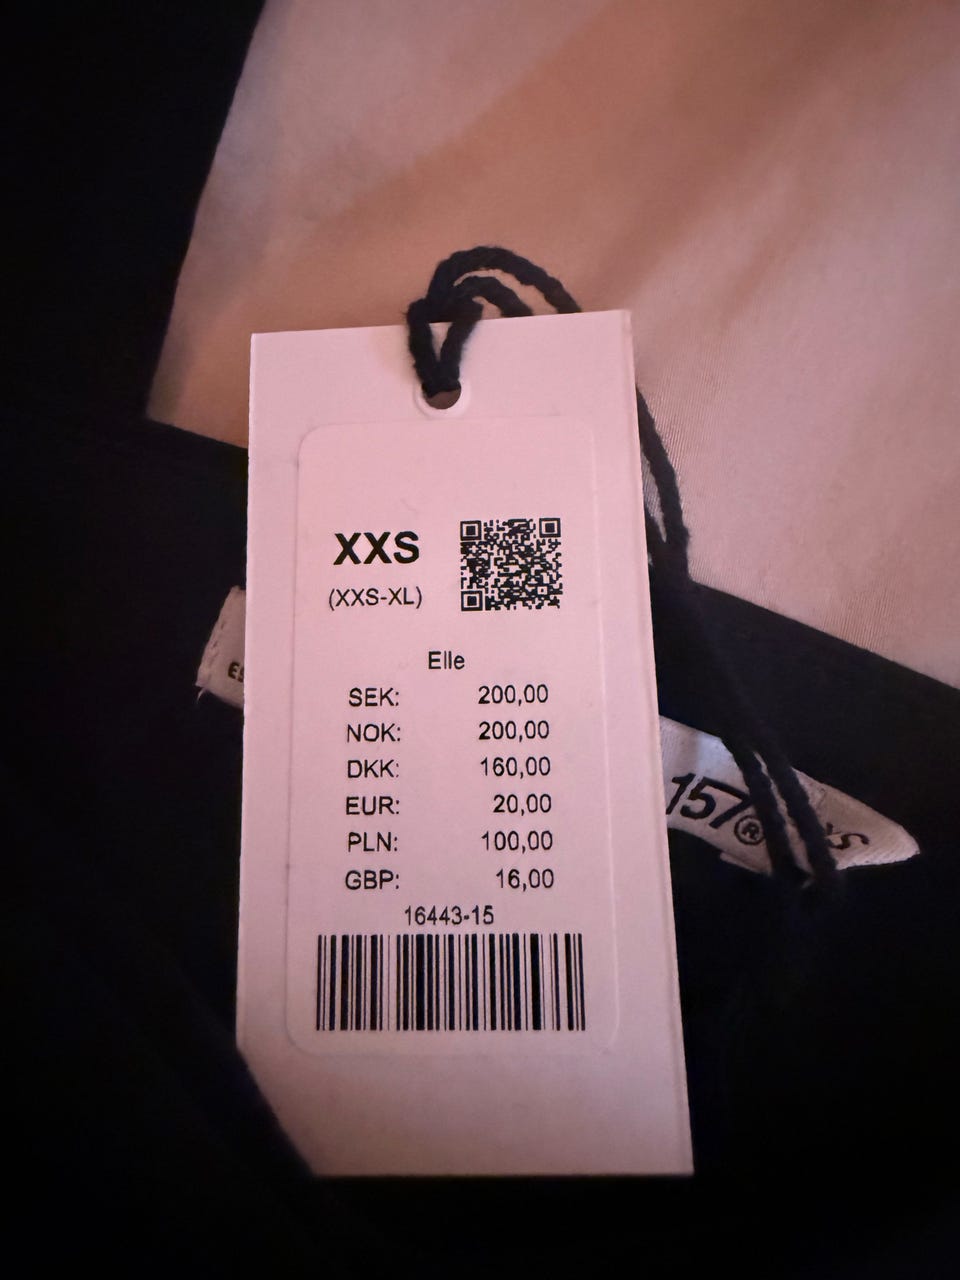 XXS
(XXS-XL)
Elle
SEK: 200,00
NOK: 200,00
DKK: 160,00
EUR: 20,00
PLN: 100,00
GBP: 16,00
16443-15
157®